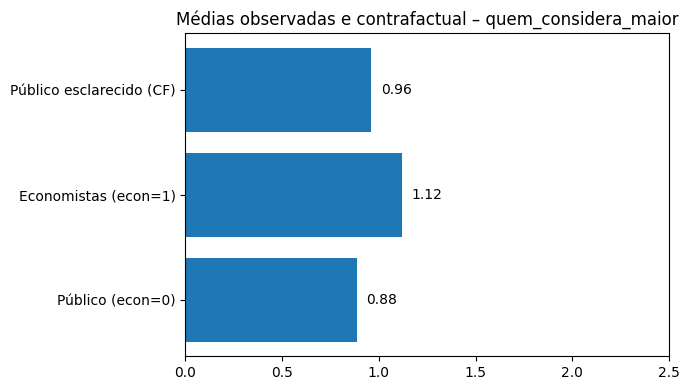 Médias observadas e contrafactual – quem_considera_maior
Público esclarecido (CF)
0.96
Economistas (econ=1)
1.12
Público (econ=0)
0.88
0.0 0.5 1.0 1.5 2.0 2.5